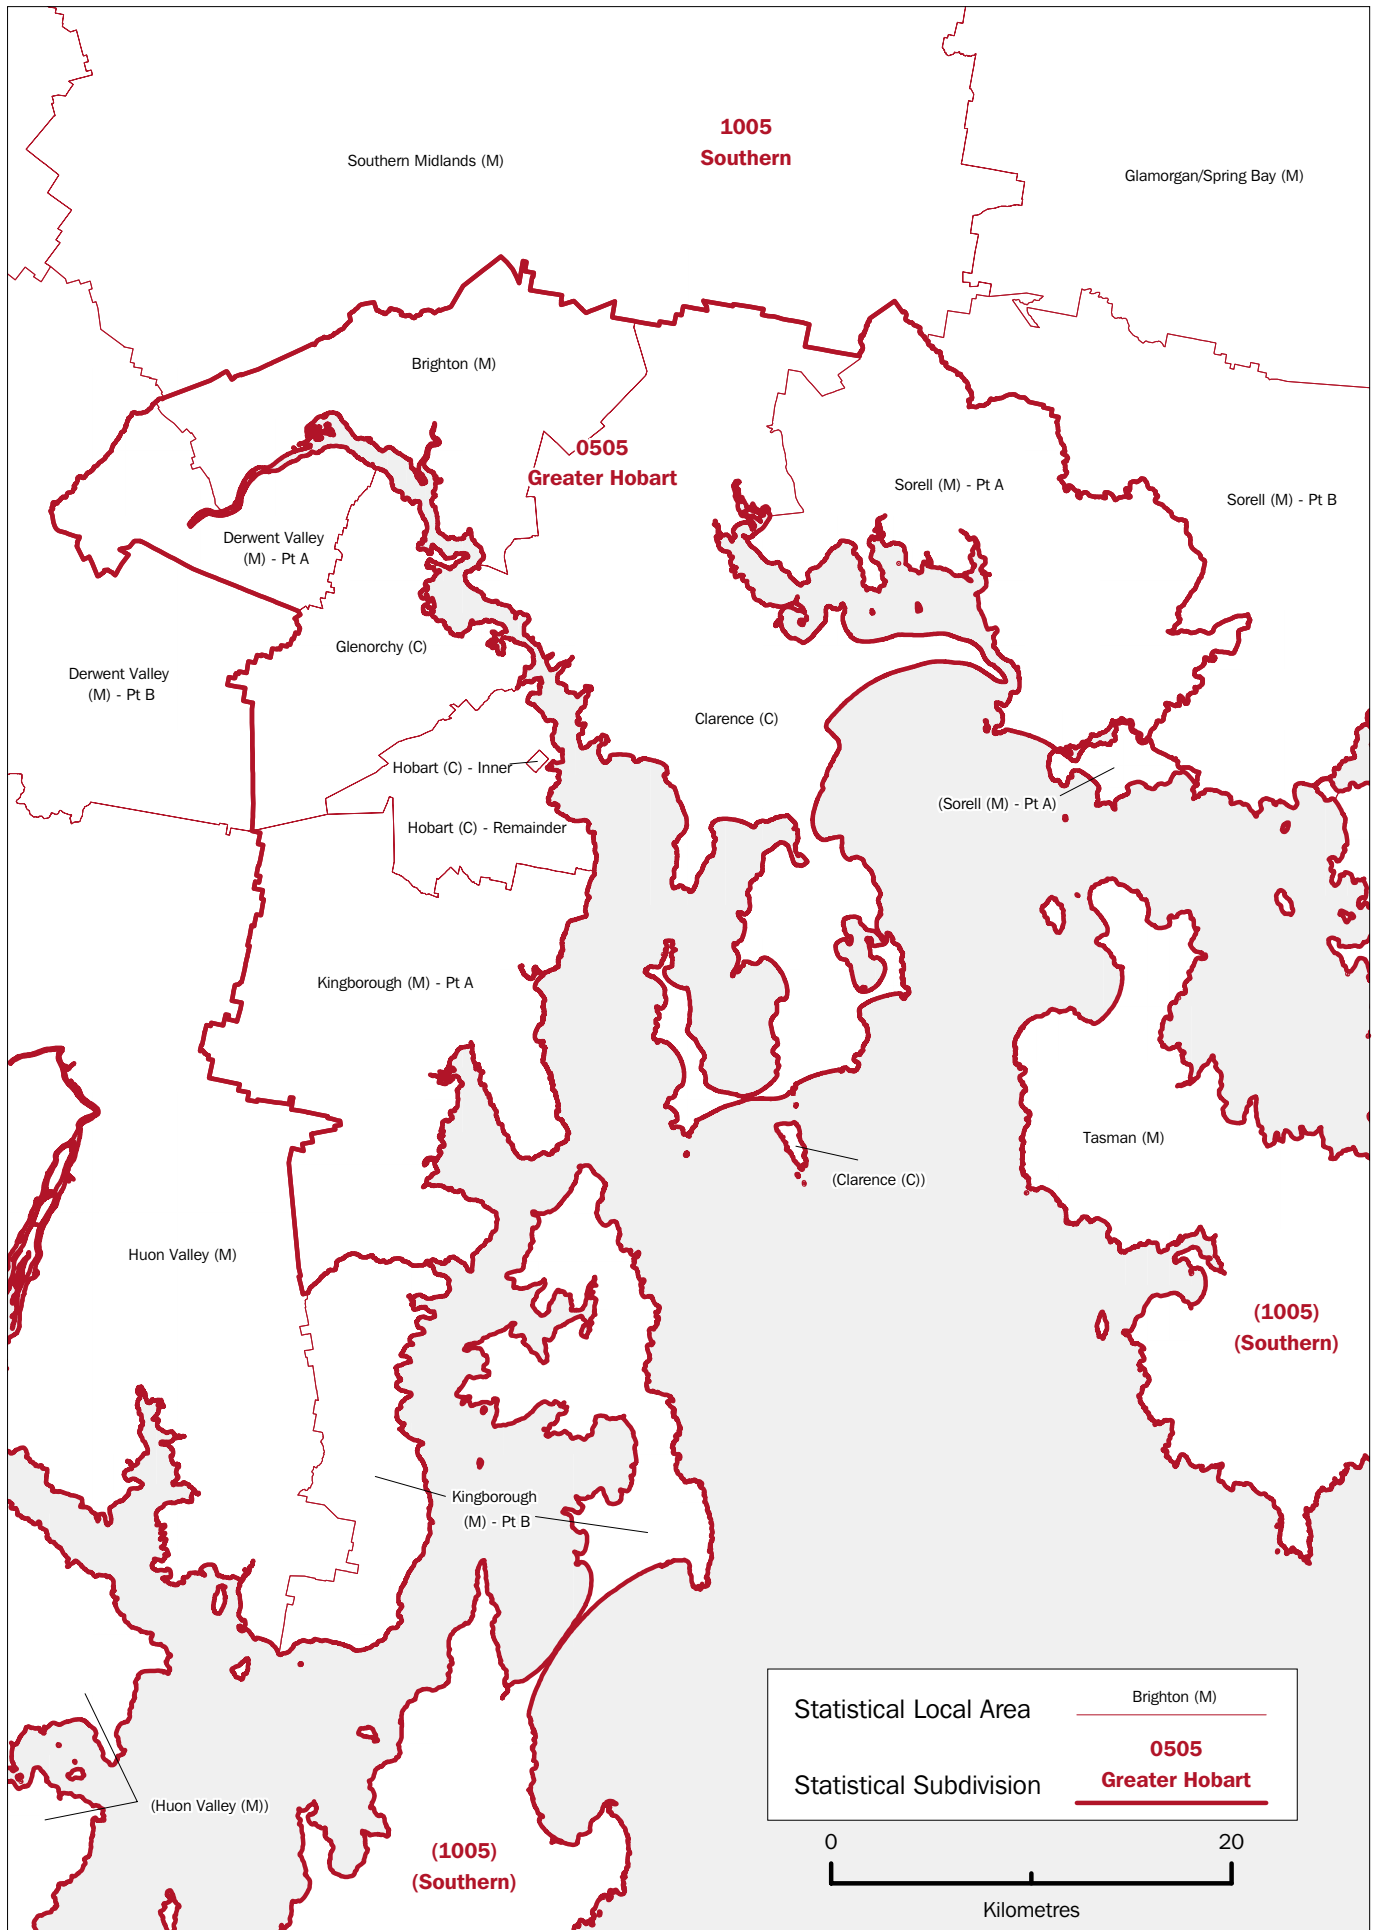 1005
Southern
Southern Midlands (M)
Glamorgan/Spring Bay (M)
Brighton (M)
0505
Greater Hobart
Sorell (M) - Pt A
Sorell (M) - Pt B
Derwent Valley
(M) - Pt A
Glenorchy (C)
Derwent Valley
(M) - Pt B
Clarence (C)
Hobart (C) - Inner
(Sorell (M) - Pt A)
Hobart (C) - Remainder
Kingborough (M) - Pt A
Tasman (M)
(Clarence (C))
Huon Valley (M)
(1005)
(Southern)
Kingborough
(M) - Pt B
Statistical Local Area
Brighton (M)
0505
Statistical Subdivision
Greater Hobart
(Huon Valley (M))
(1005)
(Southern)
0
20
Kilometres